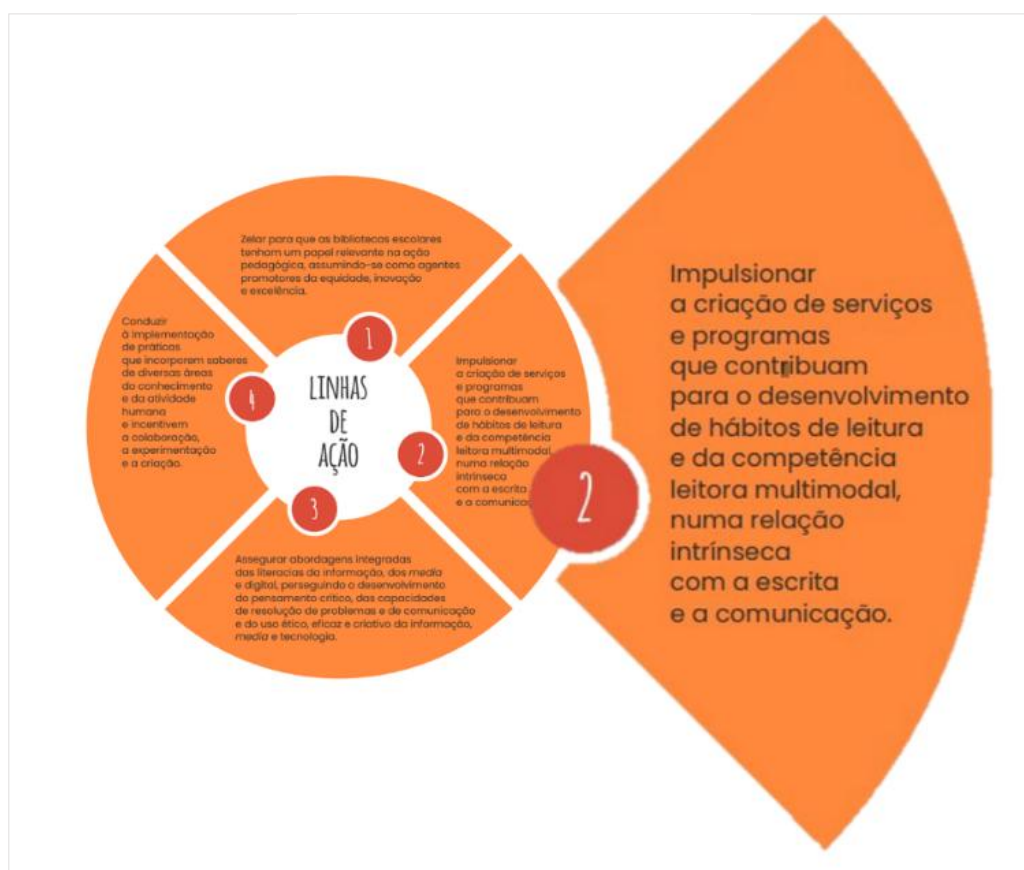 Zelar para que as bibliotecas escolares
tenham um papel relevante na ação
pedagógica, assumindo-se como agentes
promotores da equidade, inovação
e excelência.
1
Conduzir
à implementação
de práticas
que incorporem saberes
de diversas áreas
do conhecimento
e da atividade
humana
e incentivem
a colaboração,
a experimentação
e a criação.
4
LINHAS
DE
AÇÃO
Impulsionar
a criação de serviços
e programas
que contribuam
para o desenvolvimento
de hábitos de leitura
e da competência
leitora multimodal,
numa relação
intrínseca
com a escrita
e a comunicaç
2
3
Assegurar abordagens integradas
das literacias da informação, dos media
e digital, perseguindo o desenvolvimento
do pensamento crítico, das capacidades
de resolução de problemas e de comunicação
e do uso ético, eficaz e criativo da informação,
media e tecnologia.
2
Impulsionar
a criação de serviços
e programas
que contribuam
para o desenvolvimento
de hábitos de leitura
e da competência
leitora multimodal,
numa relação
intrínseca
com a escrita
e a comunicação.